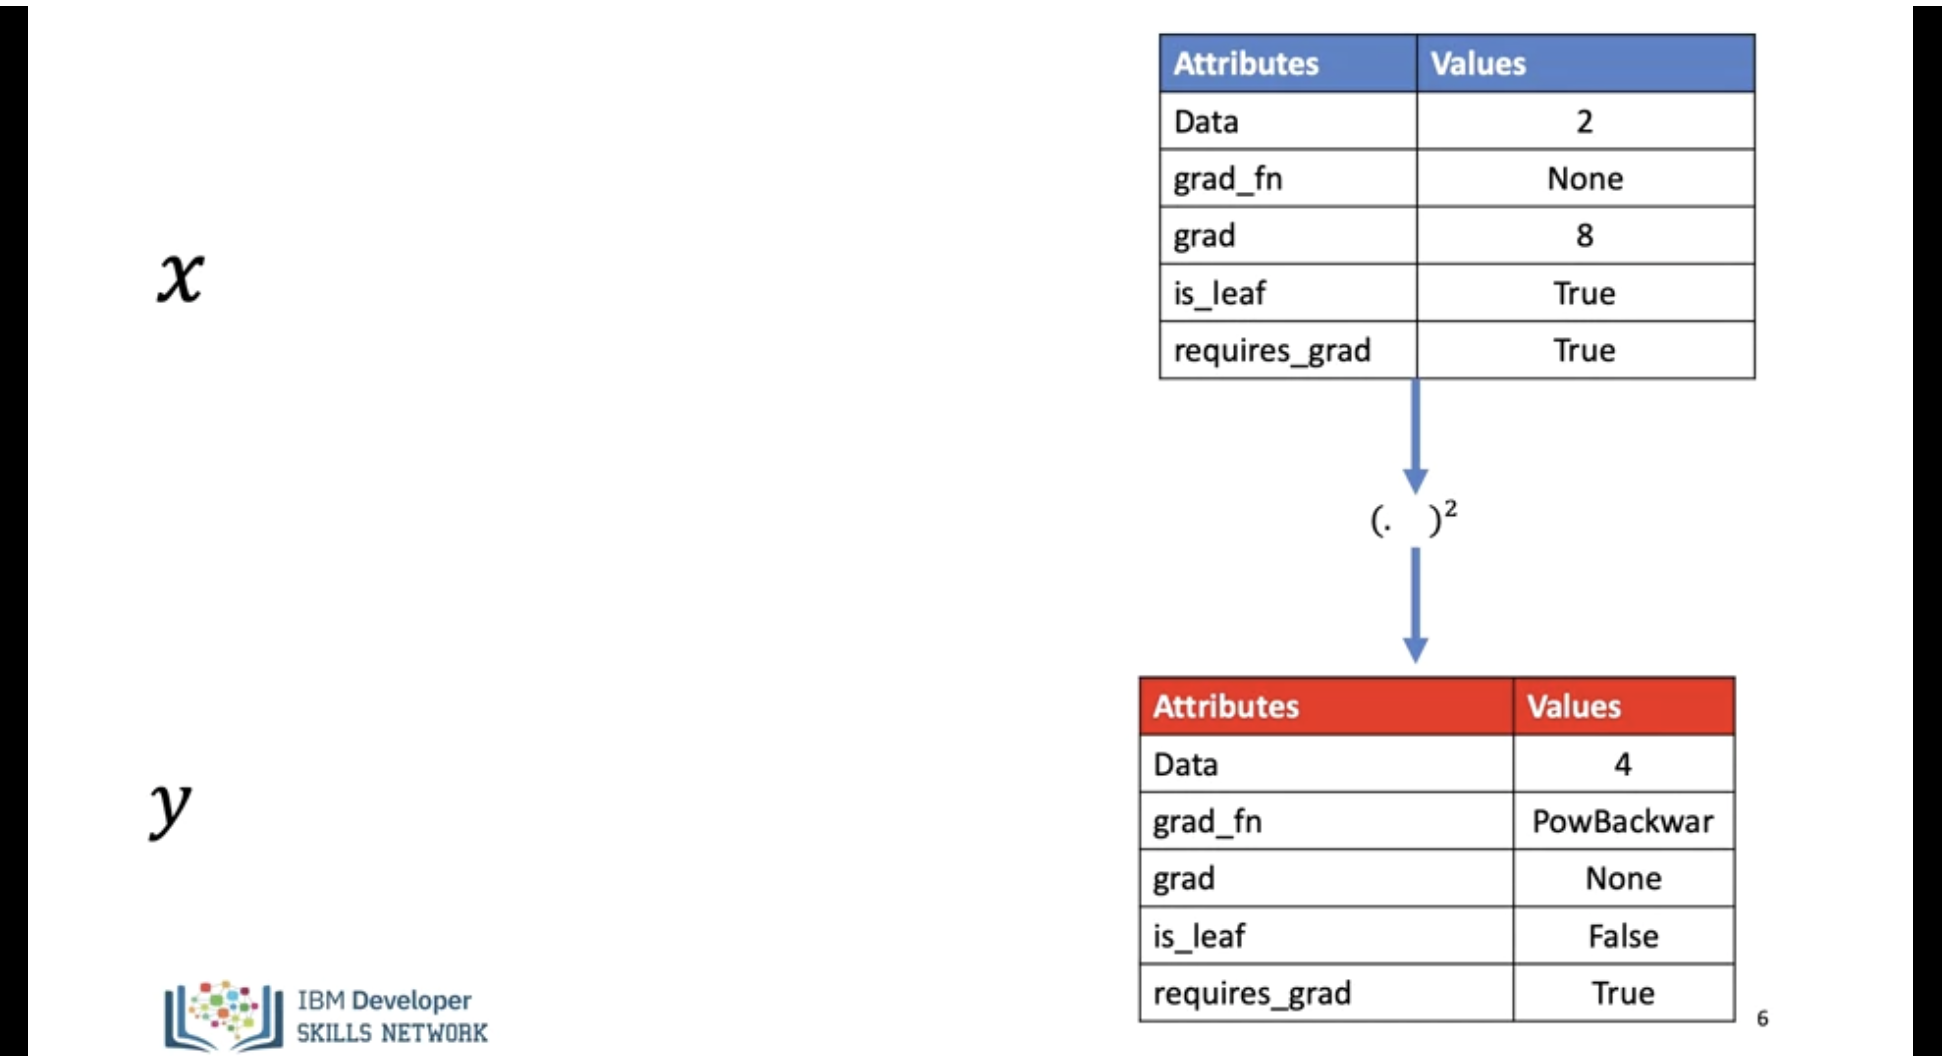 Attributes Values
Data 2
grad_fn None
grad 8
is_leaf True
requires_grad True
x
(. )²
Attributes Values
Data 4
grad_fn PowBackwar
grad None
is_leaf False
requires_grad True
y
IBM Developer
SKILLS NETWORK
6